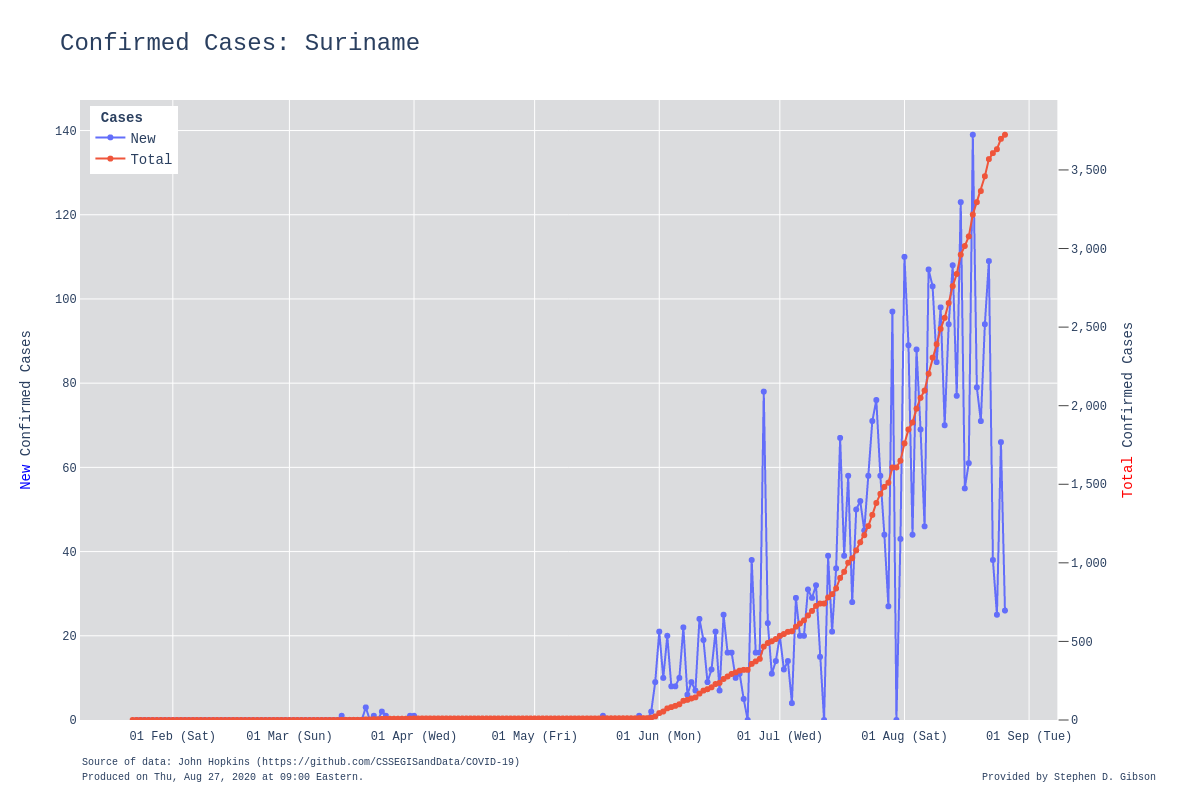 Confirmed Cases: Suriname
Cases
New
Total
140
120
100
80
60
40
20
0
3,500
3,000
2,500
2,000
1,500
1,000
500
0
New Confirmed Cases
Total Confirmed Cases
01 Feb (Sat) 01 Mar (Sun) 01 Apr (Wed) 01 May (Fri) 01 Jun (Mon) 01 Jul (Wed) 01 Aug (Sat) 01 Sep (Tue)
Source of data: John Hopkins (https://github.com/CSSEGISandData/COVID-19)
Produced on Thu, Aug 27, 2020 at 09:00 Eastern.
Provided by Stephen D. Gibson